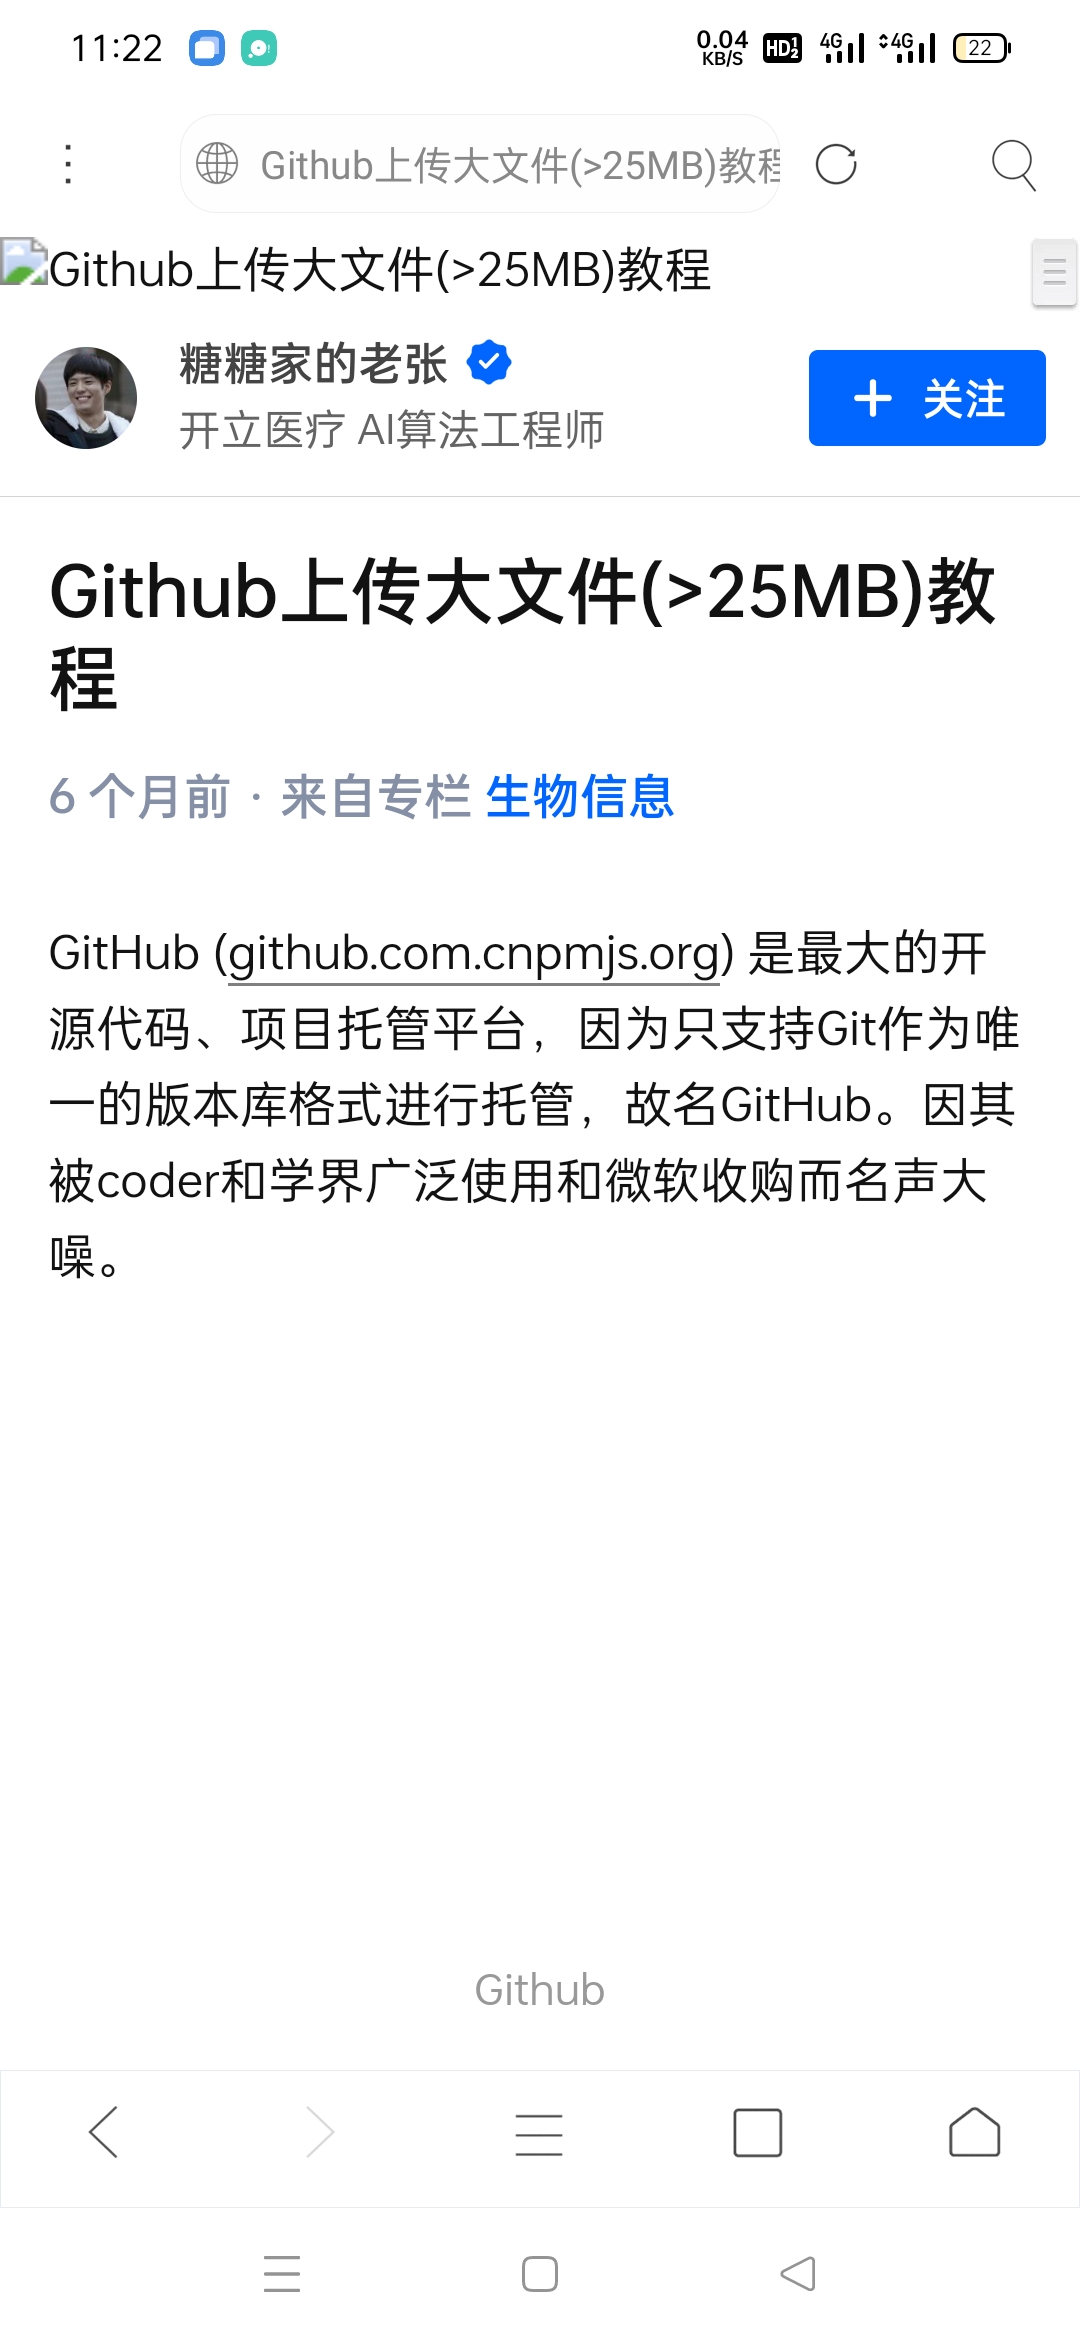 11:22
0.04 KB/S HD 1 2 4G 4G 22
Github上传大文件(>25MB)教程
Github上传大文件(>25MB)教程
糖糖家的老张
开立医疗 AI算法工程师
+ 关注
Github上传大文件(>25MB)教
程
6 个月前 · 来自专栏 生物信息
GitHub (github.com.cnpmjs.org) 是最大的开
源代码、项目托管平台，因为只支持Git作为唯
一的版本库格式进行托管，故名GitHub。因其
被coder和学界广泛使用和微软收购而名声大
噪。
Github